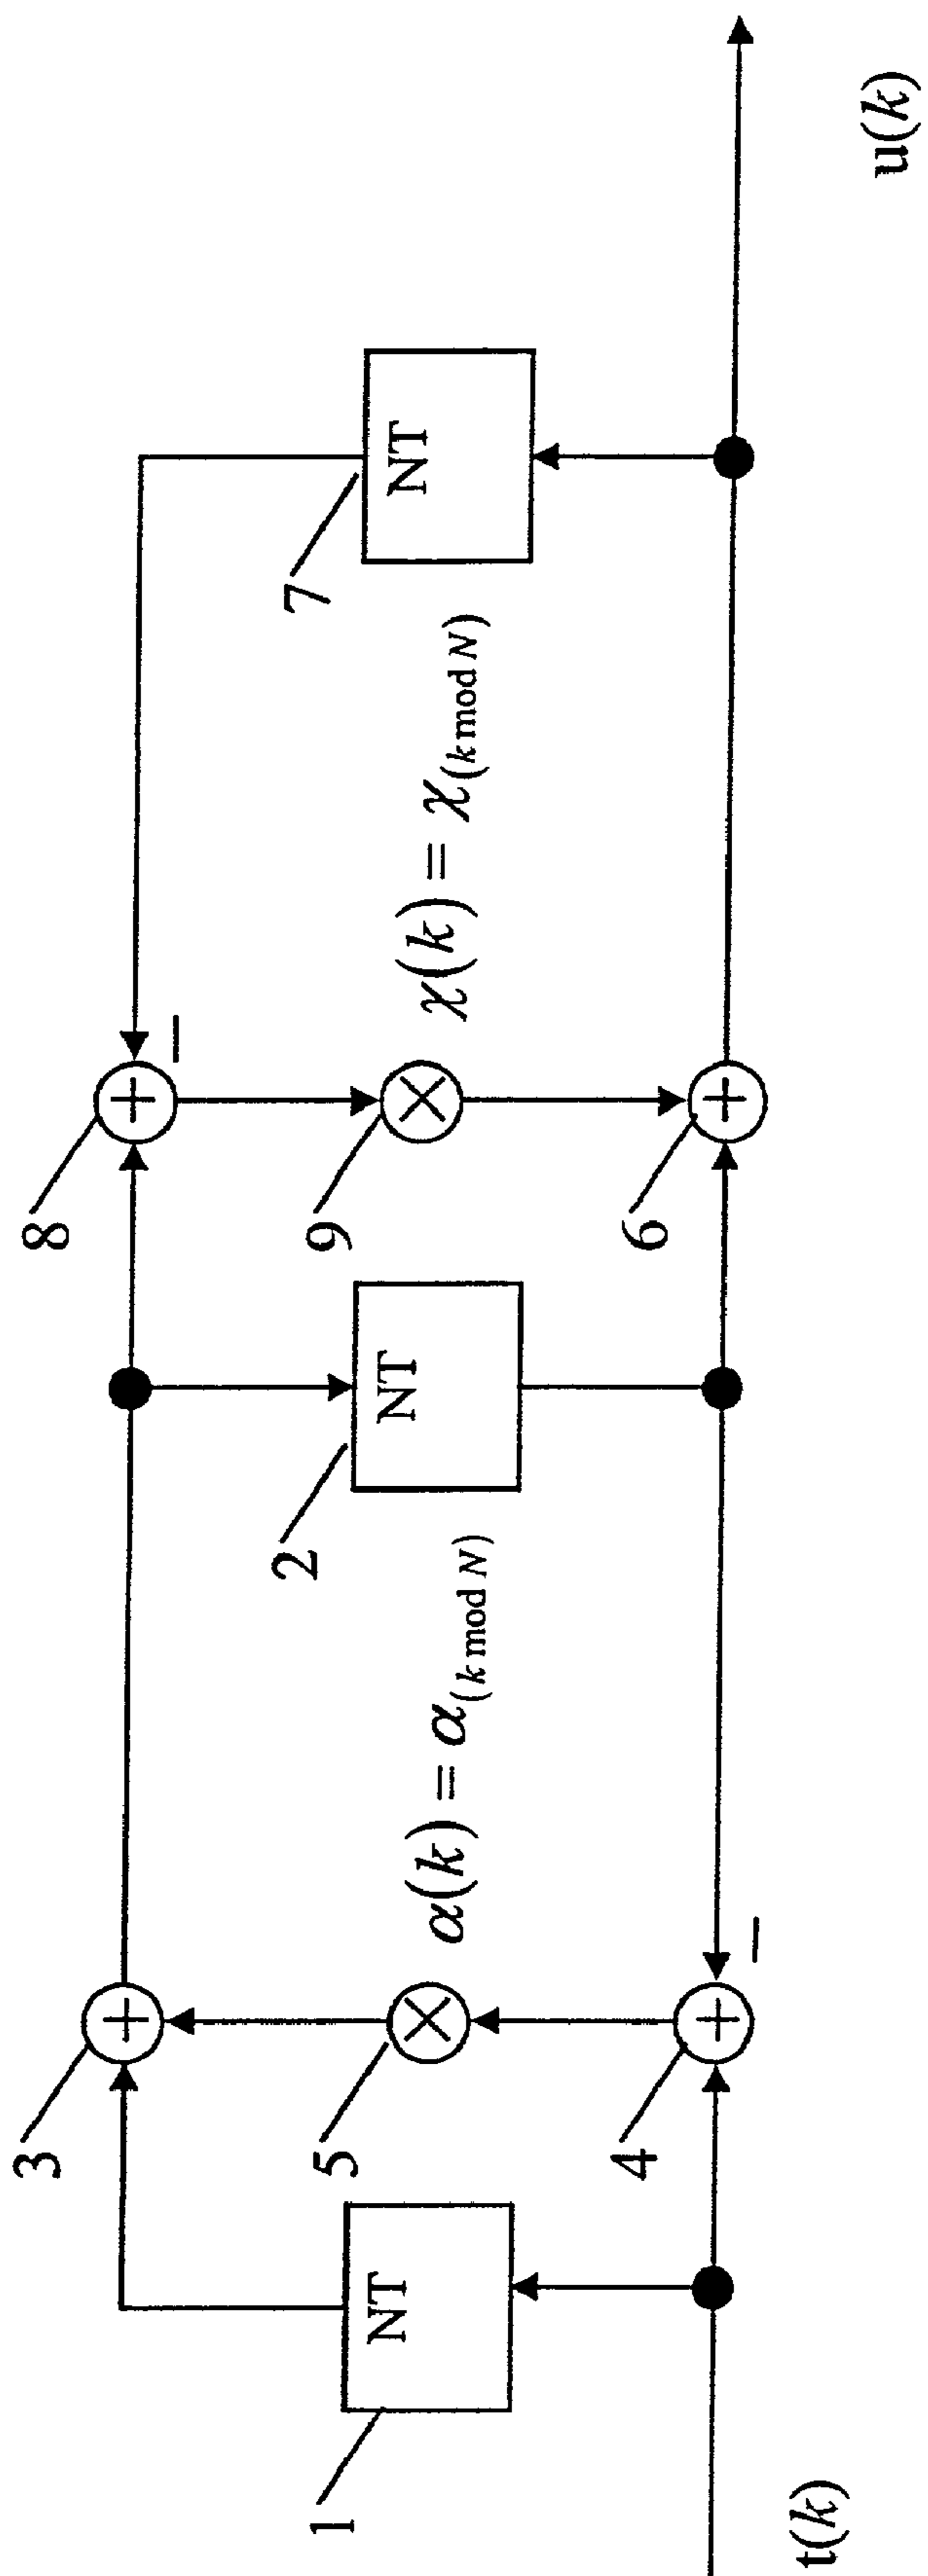 3
8
5
9
7
4
6
1
NT
2
NT
NT
α(k) = α(k mod N)
χ(k) = χ(k mod N)
t(k)
u(k)